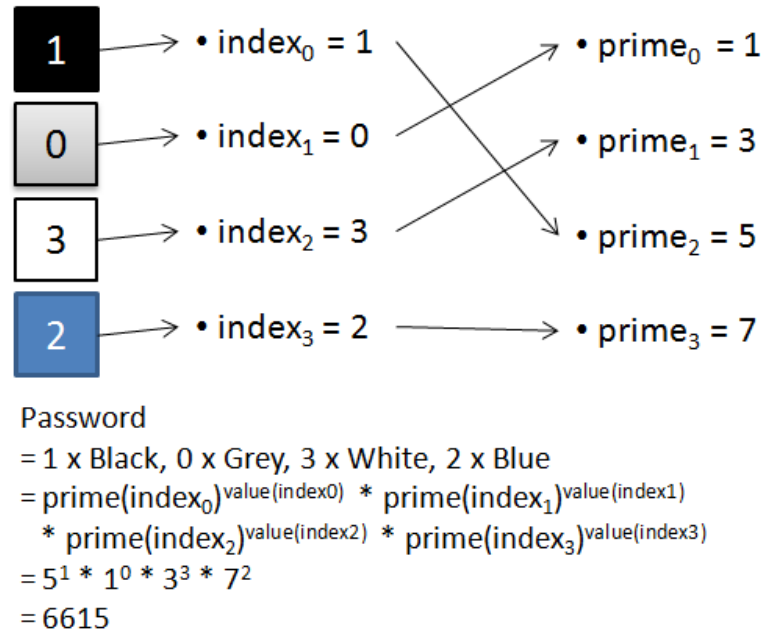 1 • index₀ = 1 • prime₀ = 1
0 • index₁ = 0 • prime₁ = 3
3 • index₂ = 3 • prime₂ = 5
2 • index₃ = 2 • prime₃ = 7
Password
= 1 x Black, 0 x Grey, 3 x White, 2 x Blue
= prime(index₀)^value(index0) * prime(index₁)^value(index1)
* prime(index₂)^value(index2) * prime(index₃)^value(index3)
= 5¹ * 1⁰ * 3³ * 7²
= 6615